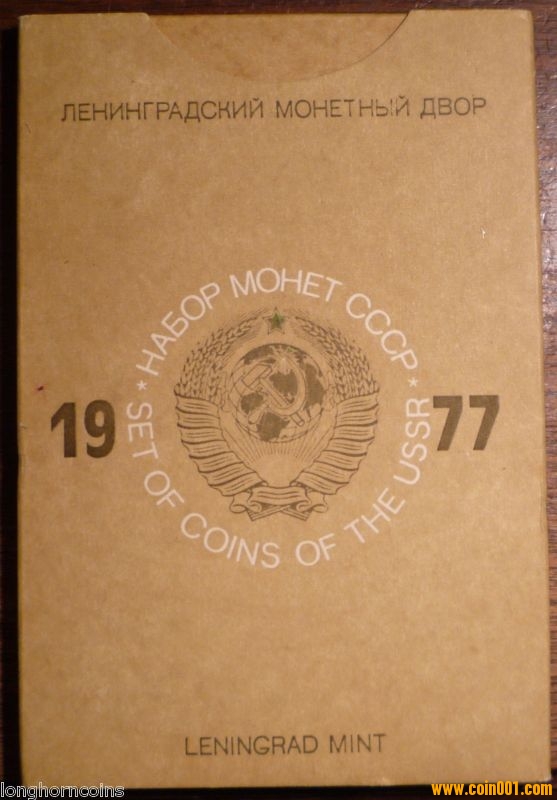 ЛЕНИНГРАДСКИЙ МОНЕТНЫЙ ДВОР
* НАБОР МОНЕТ СССР *
19 77
SET OF COINS OF THE USSR
LENINGRAD MINT
longhorncoins
www.coin001.com